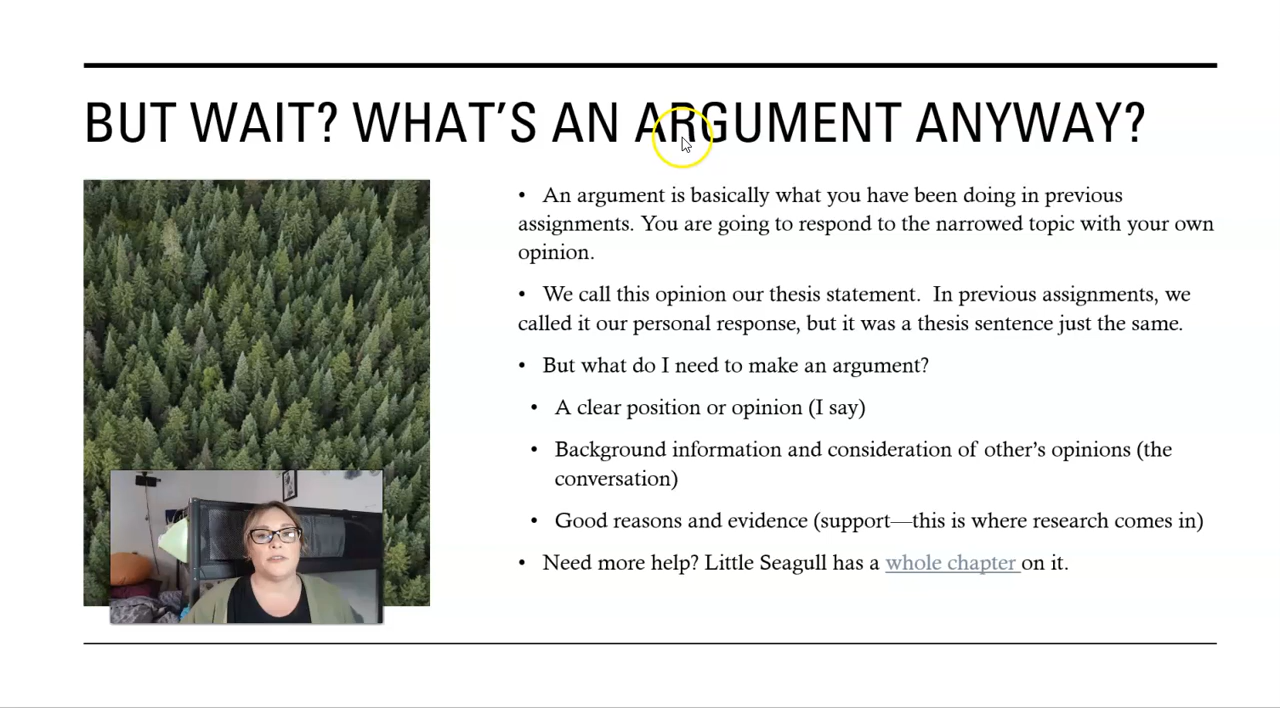 BUT WAIT? WHAT'S AN ARGUMENT ANYWAY?
• An argument is basically what you have been doing in previous
assignments. You are going to respond to the narrowed topic with your own
opinion.
• We call this opinion our thesis statement.  In previous assignments, we
called it our personal response, but it was a thesis sentence just the same.
• But what do I need to make an argument?
• A clear position or opinion (I say)
• Background information and consideration of other's opinions (the
conversation)
• Good reasons and evidence (support—this is where research comes in)
• Need more help? Little Seagull has a whole chapter on it.